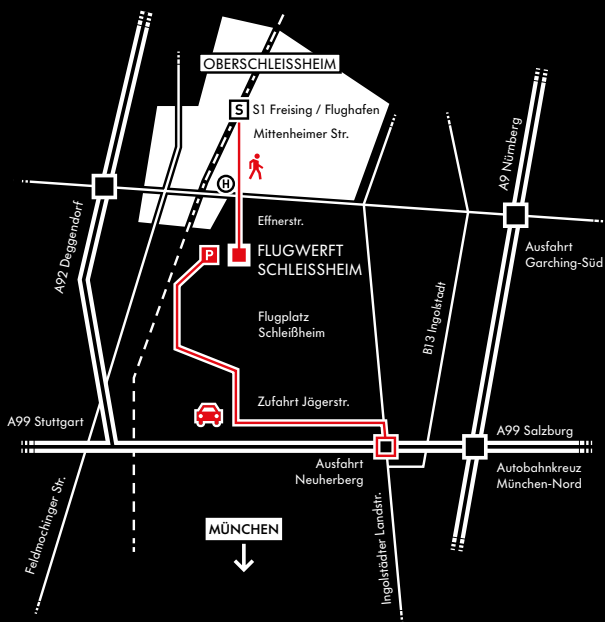 OBERSCHLEISSHEIM
S
S1 Freising / Flughafen
Mittenheimer Str.
H
A9 Nürnberg
A92 Deggendorf
Effnerstr.
P
FLUGWERFT
SCHLEISSHEIM
Ausfahrt
Garching-Süd
Flugplatz
Schleißheim
B13 Ingolstadt
Zufahrt Jägerstr.
A99 Stuttgart
A99 Salzburg
Ausfahrt
Neuherberg
Autobahnkreuz
München-Nord
Feldmochinger Str.
Ingolstädter Landstr.
MÜNCHEN